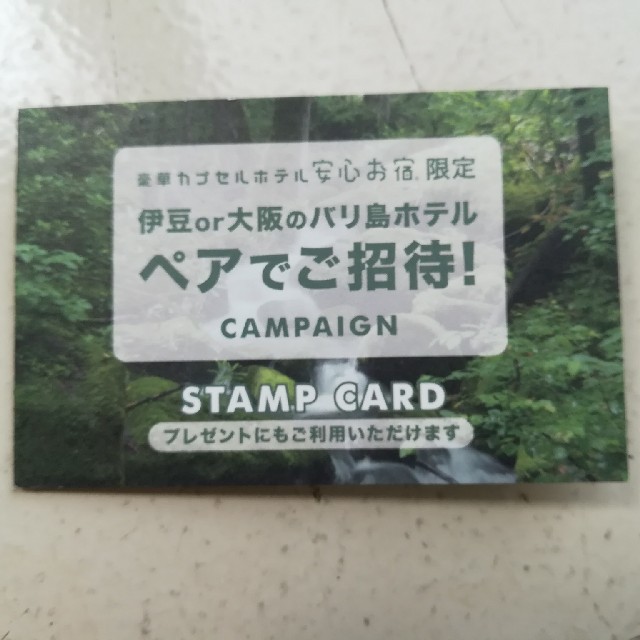 豪華カプセルホテル安心お宿限定
伊豆or大阪のバリ島ホテル
ペアでご招待!
CAMPAIGN
STAMP CARD
プレゼントにもご利用いただけます